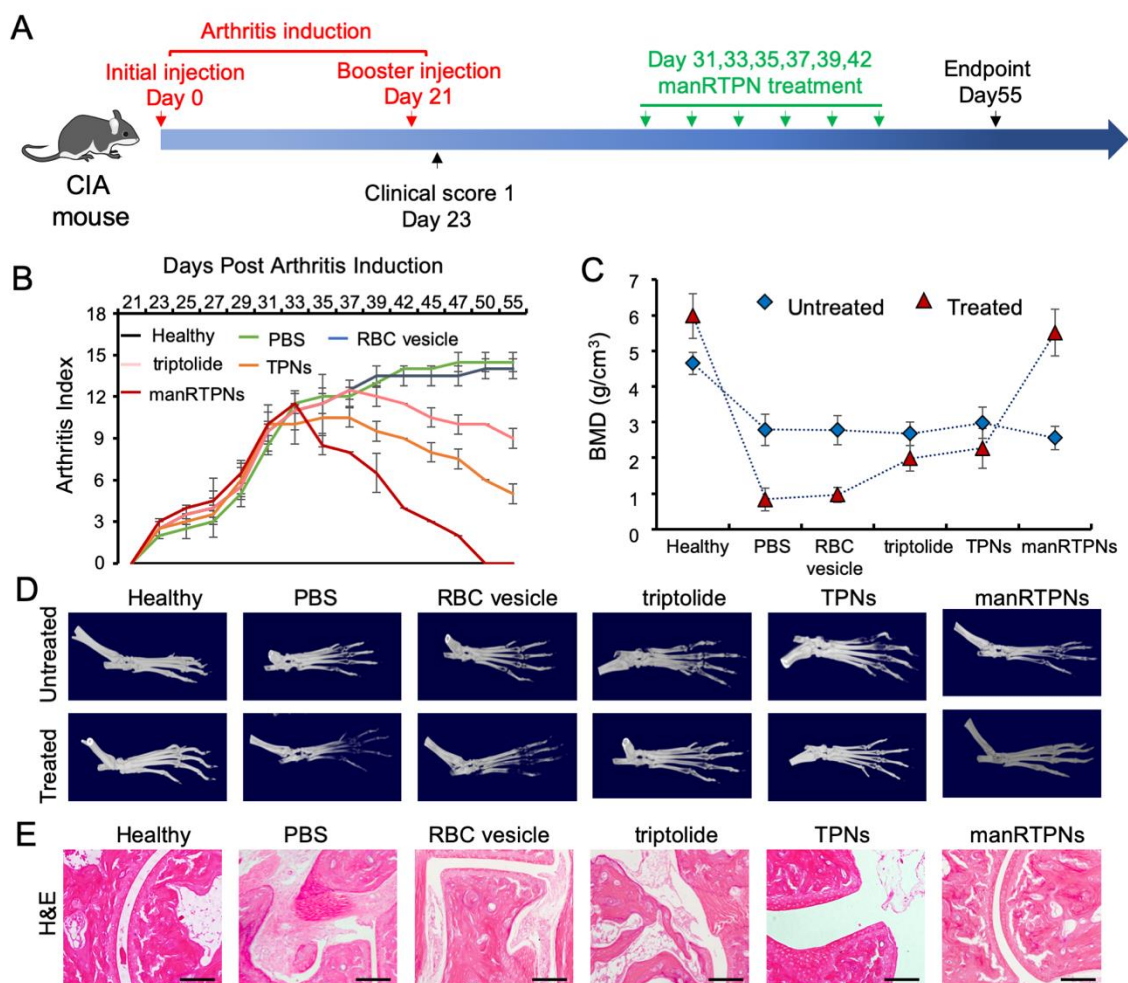 A
Arthritis induction
Initial injection
Day 0
Booster injection
Day 21
Day 31,33,35,37,39,42
manRTPN treatment
Endpoint
Day55
CIA
mouse
Clinical score 1
Day 23
B
Days Post Arthritis Induction
21 23 25 27 29 31 33 35 37 39 42 45 47 50 55
18
15
12
9
6
3
0
Arthritis Index
Healthy
PBS
RBC vesicle
triptolide
TPNs
manRTPNs
C
7
6
5
4
3
2
1
0
BMD (g/cm³)
Untreated
Treated
Healthy
PBS
RBC
vesicle
triptolide
TPNs
manRTPNs
D
Healthy PBS RBC vesicle triptolide TPNs manRTPNs
Untreated
Treated
E
Healthy PBS RBC vesicle triptolide TPNs manRTPNs
H&E